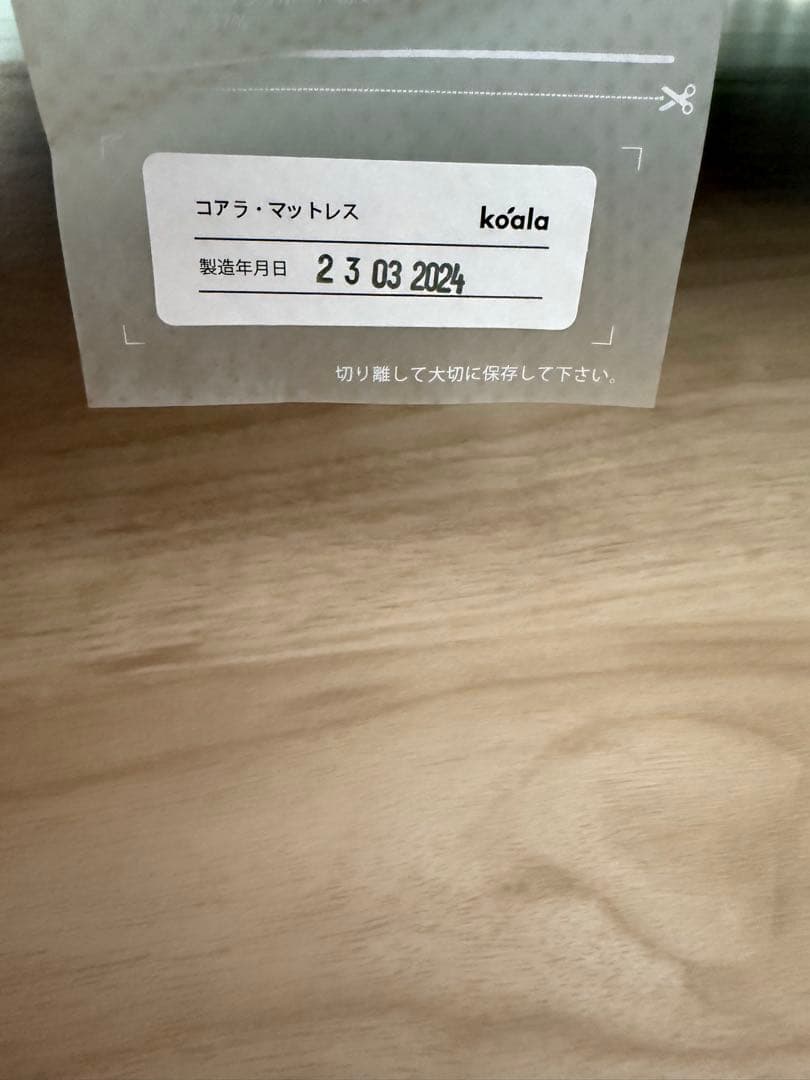 コアラ・マットレス koala
製造年月日 23 03 2024
切り離して大切に保存して下さい。